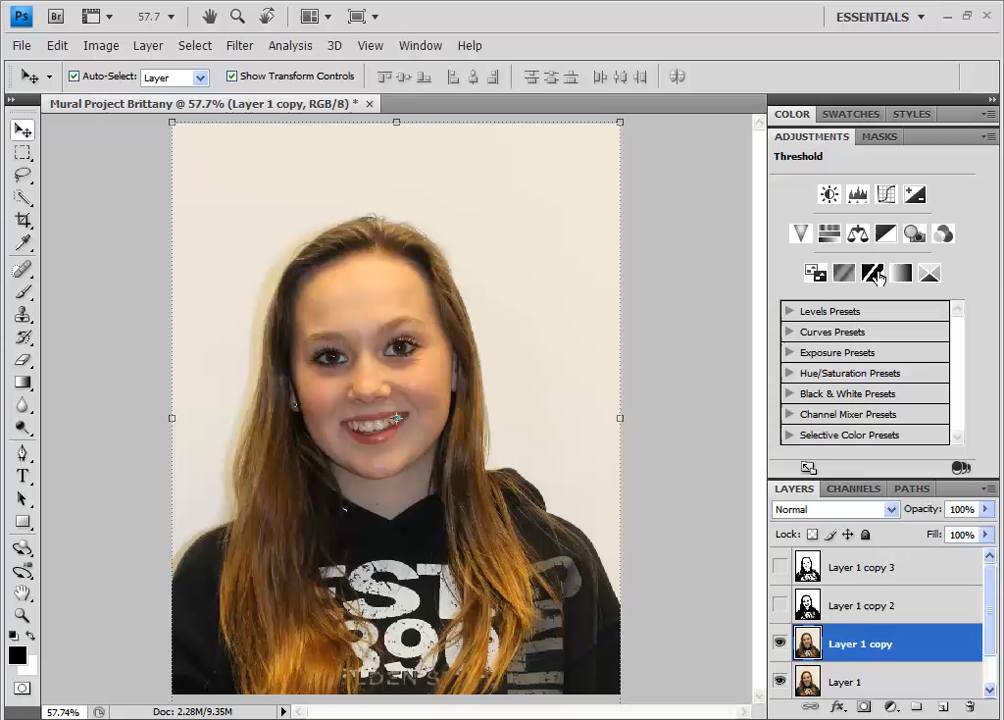 Ps Br 57.7 ESSENTIALS
File Edit Image Layer Select Filter Analysis 3D View Window Help
Auto-Select: Layer Show Transform Controls
Mural Project Brittany @ 57.7% (Layer 1 copy, RGB/8) *
COLOR SWATCHES STYLES
ADJUSTMENTS MASKS
Threshold
Levels Presets
Curves Presets
Exposure Presets
Hue/Saturation Presets
Black & White Presets
Channel Mixer Presets
Selective Color Presets
LAYERS CHANNELS PATHS
Normal Opacity: 100%
Lock: Fill: 100%
Layer 1 copy 3
Layer 1 copy 2
Layer 1 copy
Layer 1
57.74% Doc: 2.28M/9.35M